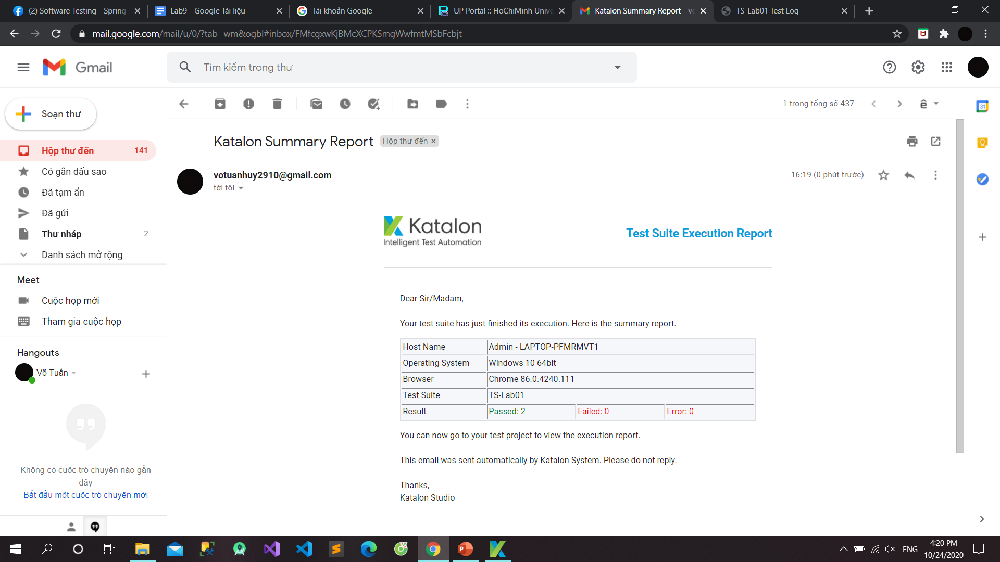 (2) Software Testing - Spring
Lab9 - Google Tài liệu
Tài khoản Google
UP Portal :: HoChiMinh Unive
Katalon Summary Report - vo
TS-Lab01 Test Log
mail.google.com/mail/u/0/?tab=wm&ogbl#inbox/FMfcgxwKjBMcXCPKSmgWwfmtMSbFcbjt
Gmail
Tìm kiếm trong thư
Soạn thư
1 trong tổng số 437
ê
Katalon Summary Report
Hộp thư đến ×
Hộp thư đến 141
Có gắn dấu sao
Đã tạm ẩn
Đã gửi
Thư nháp 2
Danh sách mở rộng
votuanhuy2910@gmail.com
tới tôi
16:19 (0 phút trước)
Katalon
Intelligent Test Automation
Test Suite Execution Report
Meet
Cuộc họp mới
Tham gia cuộc họp
Hangouts
Võ Tuấn
Không có cuộc trò chuyện nào gần
đây
Bắt đầu một cuộc trò chuyện mới
Dear Sir/Madam,
Your test suite has just finished its execution. Here is the summary report.
Host Name Admin - LAPTOP-PFMRMVT1
Operating System Windows 10 64bit
Browser Chrome 86.0.4240.111
Test Suite TS-Lab01
Result Passed: 2 Failed: 0 Error: 0
You can now go to your test project to view the execution report.
This email was sent automatically by Katalon System. Please do not reply.
Thanks,
Katalon Studio
31
ENG
4:20 PM
10/24/2020